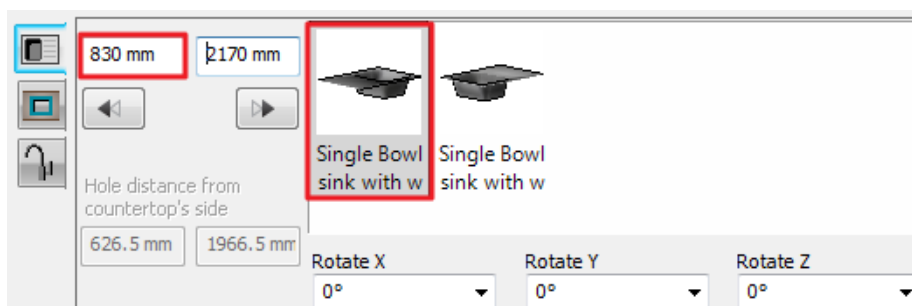 830 mm
2170 mm
Single Bowl
sink with w
Single Bowl
sink with w
Hole distance from
countertop's side
626.5 mm
1966.5 mm
Rotate X
Rotate Y
Rotate Z
0°
0°
0°